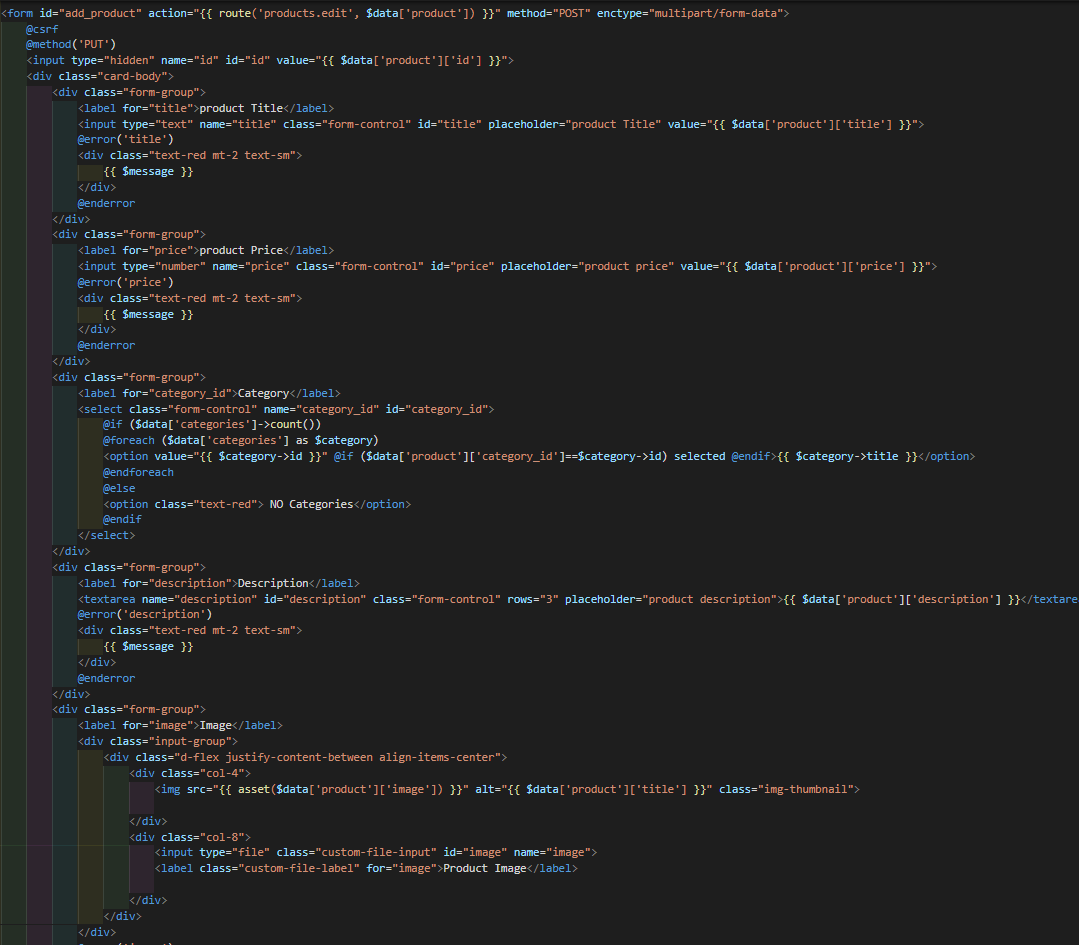 <form id="add_product" action="{{ route('products.edit', $data['product']) }}" method="POST" enctype="multipart/form-data">
@csrf
@method('PUT')
<input type="hidden" name="id" id="id" value="{{ $data['product']['id'] }}">
<div class="card-body">
<div class="form-group">
<label for="title">product Title</label>
<input type="text" name="title" class="form-control" id="title" placeholder="product Title" value="{{ $data['product']['title'] }}">
@error('title')
<div class="text-red mt-2 text-sm">
{{ $message }}
</div>
@enderror
</div>
<div class="form-group">
<label for="price">product Price</label>
<input type="number" name="price" class="form-control" id="price" placeholder="product price" value="{{ $data['product']['price'] }}">
@error('price')
<div class="text-red mt-2 text-sm">
{{ $message }}
</div>
@enderror
</div>
<div class="form-group">
<label for="category_id">Category</label>
<select class="form-control" name="category_id" id="category_id">
@if ($data['categories']->count())
@foreach ($data['categories'] as $category)
<option value="{{ $category->id }}" @if ($data['product']['category_id']==$category->id) selected @endif>{{ $category->title }}</option>
@endforeach
@else
<option class="text-red"> NO Categories</option>
@endif
</select>
</div>
<div class="form-group">
<label for="description">Description</label>
<textarea name="description" id="description" class="form-control" rows="3" placeholder="product description">{{ $data['product']['description'] }}</textare
@error('description')
<div class="text-red mt-2 text-sm">
{{ $message }}
</div>
@enderror
</div>
<div class="form-group">
<label for="image">Image</label>
<div class="input-group">
<div class="d-flex justify-content-between align-items-center">
<div class="col-4">
<img src="{{ asset($data['product']['image']) }}" alt="{{ $data['product']['title'] }}" class="img-thumbnail">
</div>
<div class="col-8">
<input type="file" class="custom-file-input" id="image" name="image">
<label class="custom-file-label" for="image">Product Image</label>
</div>
</div>
</div>